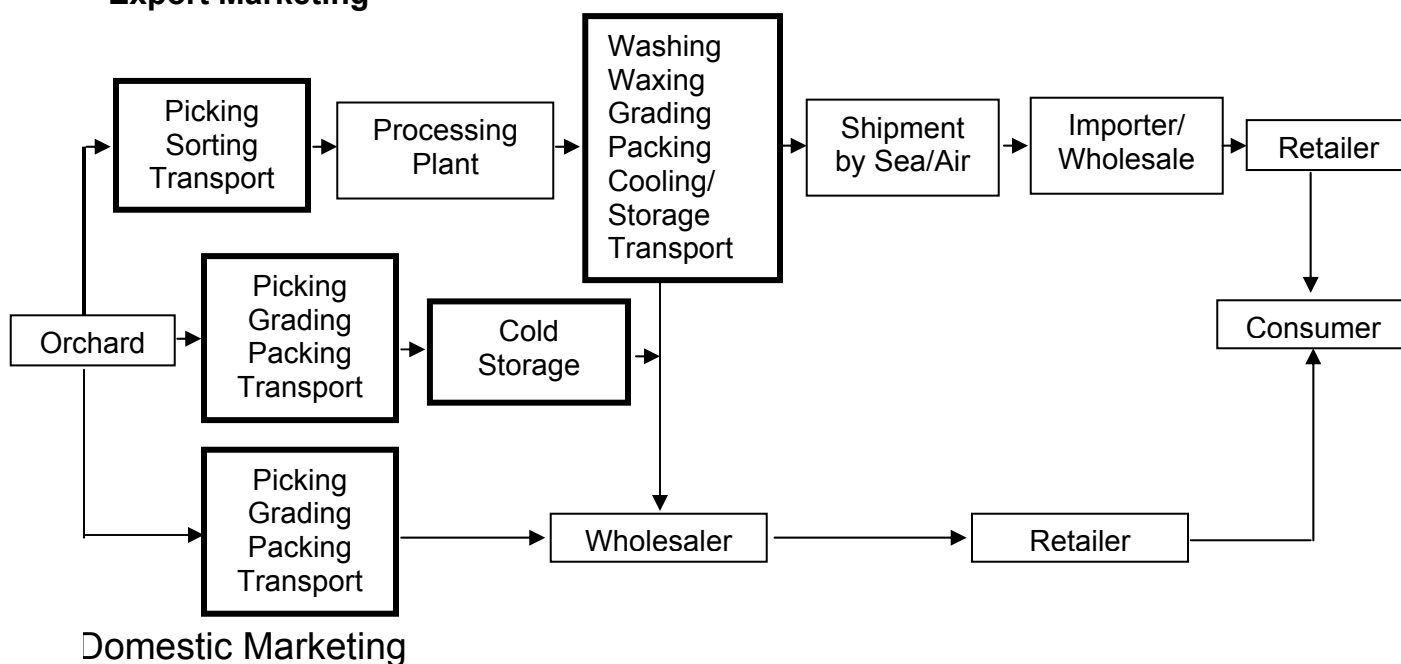 Export Marketing
Picking
Sorting
Transport
Processing
Plant
Washing
Waxing
Grading
Packing
Cooling/
Storage
Transport
Shipment
by Sea/Air
Importer/
Wholesale
Retailer
Orchard
Picking
Grading
Packing
Transport
Cold
Storage
Consumer
Picking
Grading
Packing
Transport
Wholesaler
Retailer
Domestic Marketing